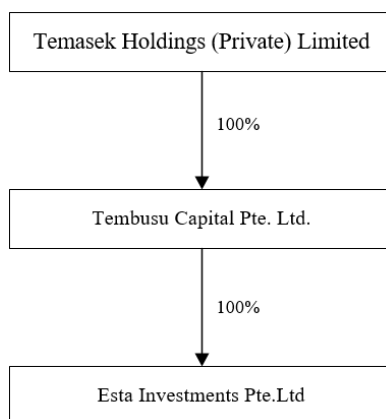 Temasek Holdings (Private) Limited
100%
Tembusu Capital Pte. Ltd.
100%
Esta Investments Pte.Ltd